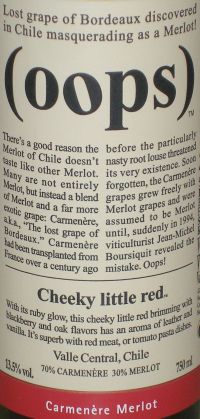 Lost grape of Bordeaux discovered
in Chile masquerading as a Merlot!
(oops)™
There's a good reason the
Merlot of Chile doesn't
taste like other Merlot.
Many are not entirely
Merlot, but instead a blend
of Merlot and a far more
exotic grape: Carmenère,
a.k.a., "The lost grape of
Bordeaux." Carmenère
had been transplanted from
France over a century ago
before the particularly
nasty root louse threatened
its very existence. Soon
forgotten, the Carmenère
grapes grew freely with
Merlot grapes and were
assumed to be Merlot,
until, suddenly in 1994,
viticulturist Jean-Michel
Boursiquit revealed the
mistake. Oops!
Cheeky little red™
With its ruby glow, this cheeky little red brimming with
blackberry and oak flavors has an aroma of leather and
vanilla. It's superb with red meat, or tomato pasta dishes.
Valle Central, Chile
13.5% vol. 70% CARMENÈRE 30% MERLOT 750 ml
Carmenère Merlot